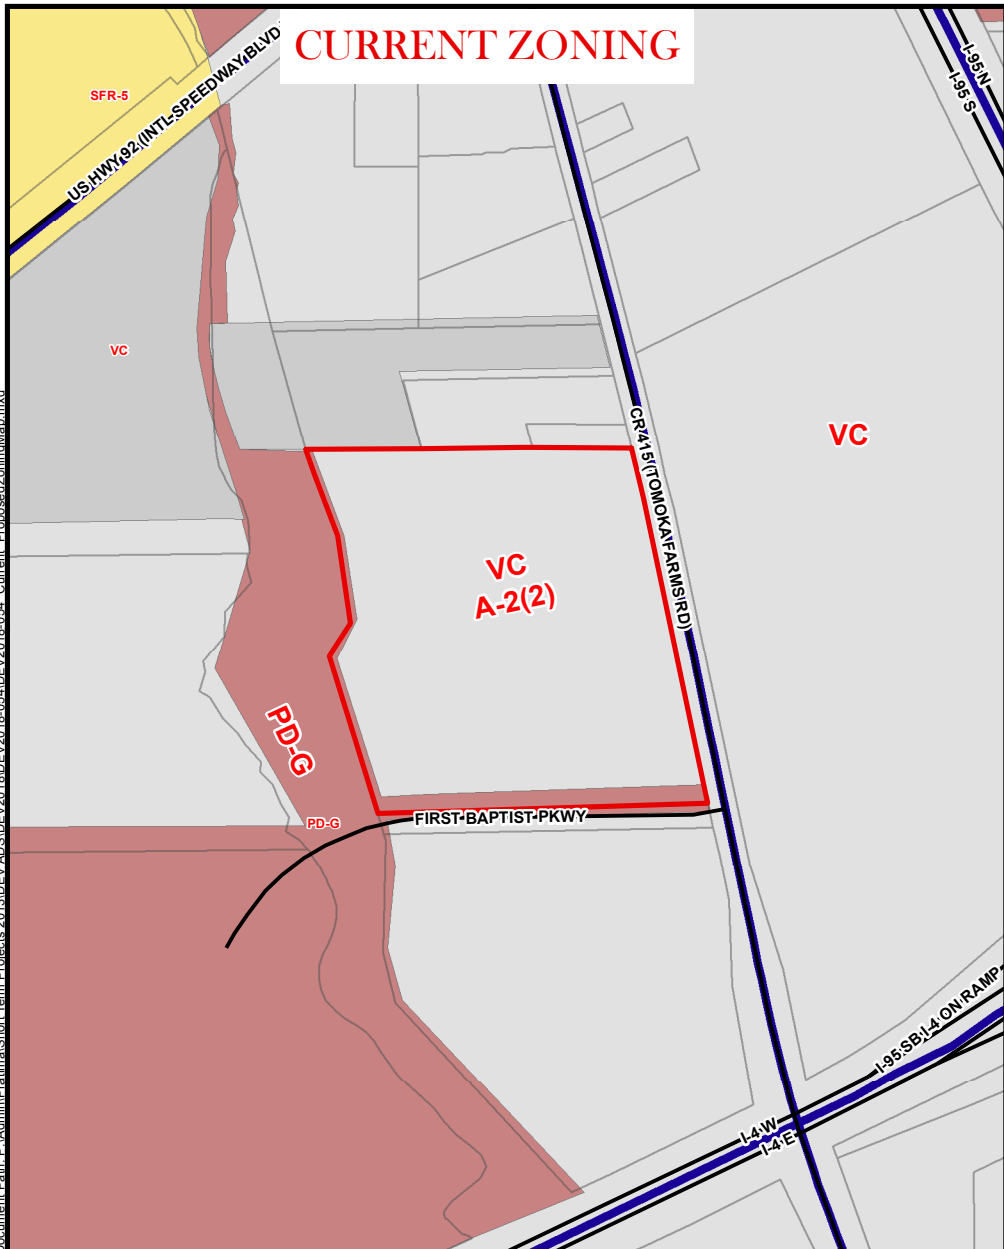 CURRENT ZONING
I-95 N
I-95 S
SFR-5
US HWY 92 (INTL SPEEDWAY BLVD)
VC
VC
CR 415 (TOMOKA FARMS RD)
VC
A-2(2)
PD-G
PD-G
FIRST BAPTIST PKWY
I-95 SB I-4 ON RAMP
I-4 W
I-4 E